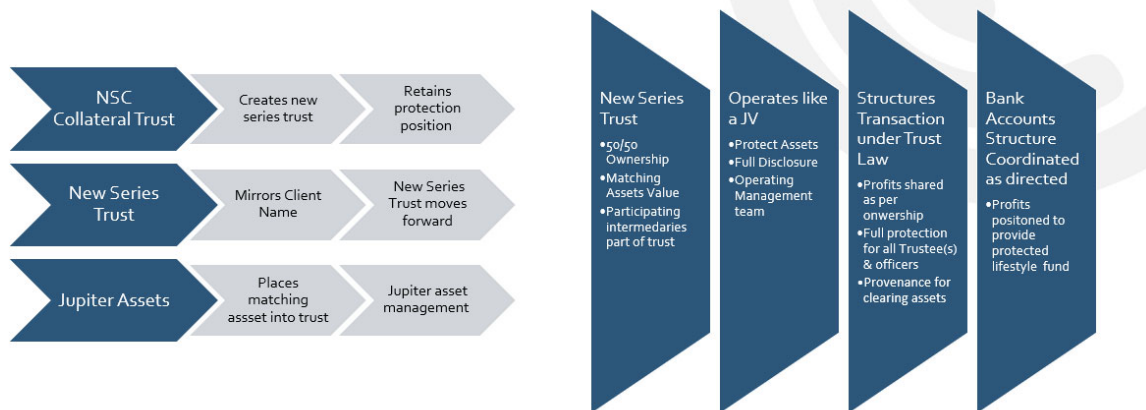 NSC
Collateral Trust
Creates new
series trust
Retains
protection
position
New Series
Trust
Mirrors Client
Name
New Series
Trust moves
forward
Jupiter Assets
Places
matching
assset into trust
Jupiter asset
management
New Series
Trust
•50/50
Ownership
•Matching
Assets Value
•Participating
intermedaries
part of trust
Operates like
a JV
•Protect Assets
•Full Disclosure
•Operating
Management
team
Structures
Transaction
under Trust
Law
•Profits shared
as per
onwership
•Full protection
for all Trustee(s)
& officers
•Provenance for
clearing assets
Bank
Accounts
Structure
Coordinated
as directed
•Profits
positoned to
provide
protected
lifestyle fund